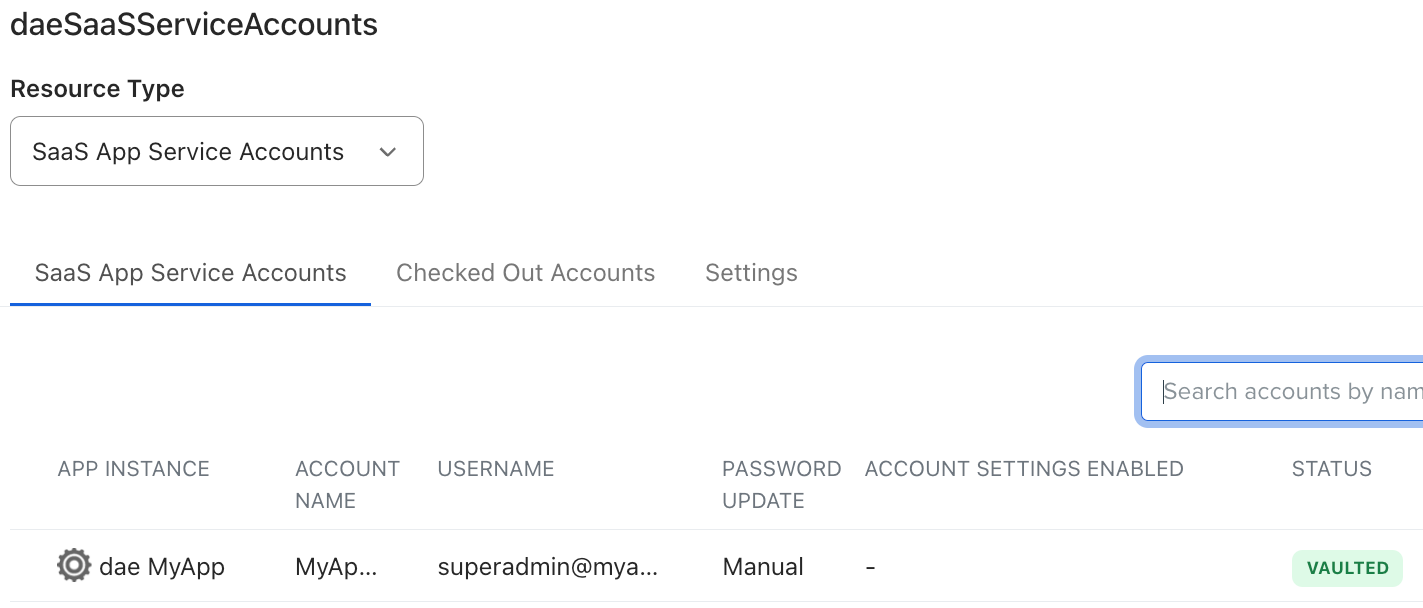 daeSaaSServiceAccounts
Resource Type
SaaS App Service Accounts
SaaS App Service Accounts Checked Out Accounts Settings
Search accounts by nam
APP INSTANCE ACCOUNT NAME USERNAME PASSWORD UPDATE ACCOUNT SETTINGS ENABLED STATUS
dae MyApp MyAp... superadmin@mya... Manual - VAULTED